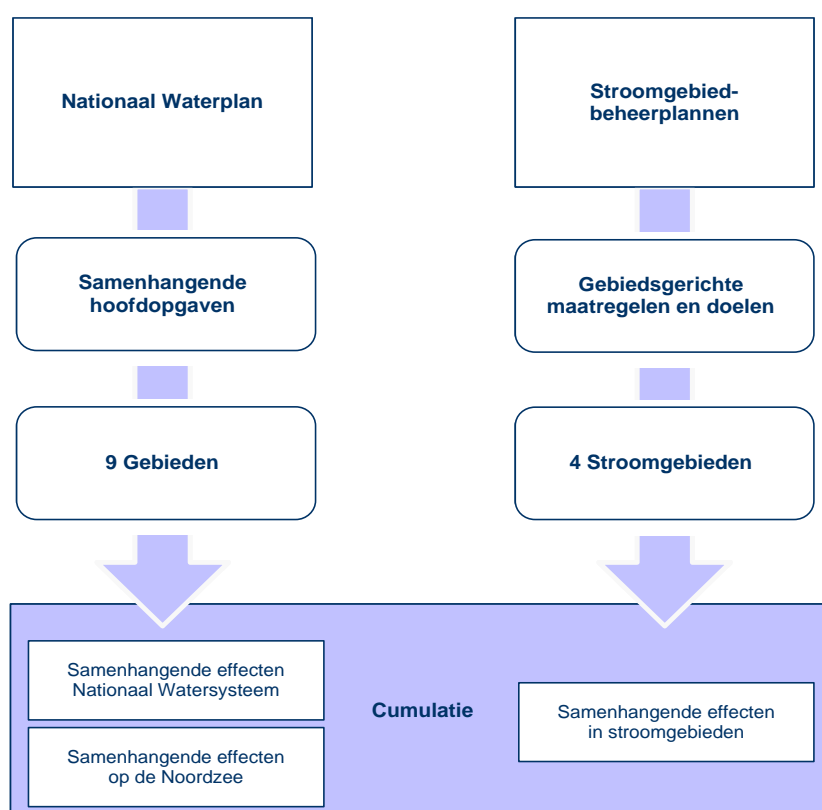 Nationaal Waterplan
Stroomgebied-
beheerplannen
Samenhangende
hoofdopgaven
Gebiedsgerichte
maatregelen en doelen
9 Gebieden
4 Stroomgebieden
Samenhangende effecten
Nationaal Watersysteem
Cumulatie
Samenhangende effecten
in stroomgebieden
Samenhangende effecten
op de Noordzee